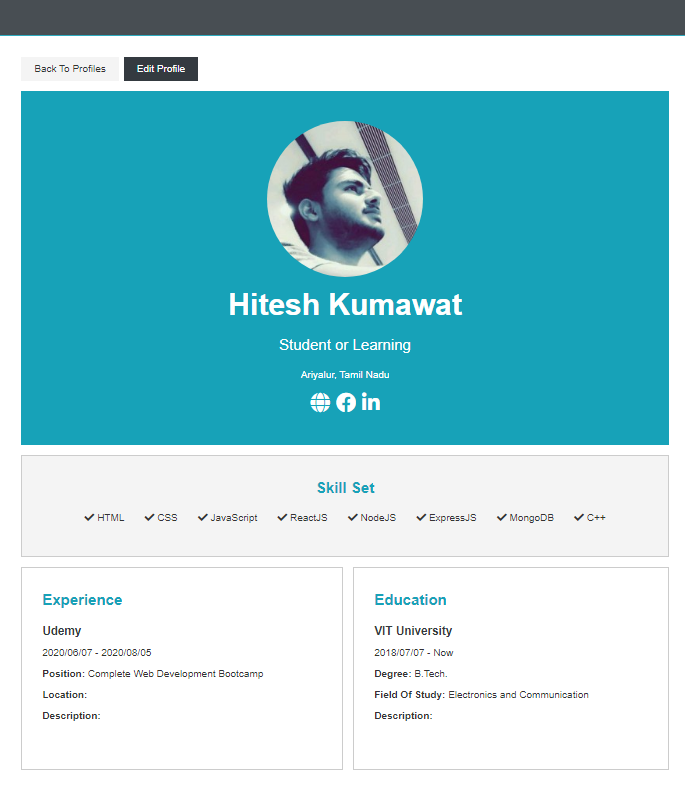 Back To Profiles Edit Profile
Hitesh Kumawat
Student or Learning
Ariyalur, Tamil Nadu
Skill Set
HTML CSS JavaScript ReactJS NodeJS ExpressJS MongoDB C++
Experience
Udemy
2020/06/07 - 2020/08/05
Position: Complete Web Development Bootcamp
Location:
Description:
Education
VIT University
2018/07/07 - Now
Degree: B.Tech.
Field Of Study: Electronics and Communication
Description: